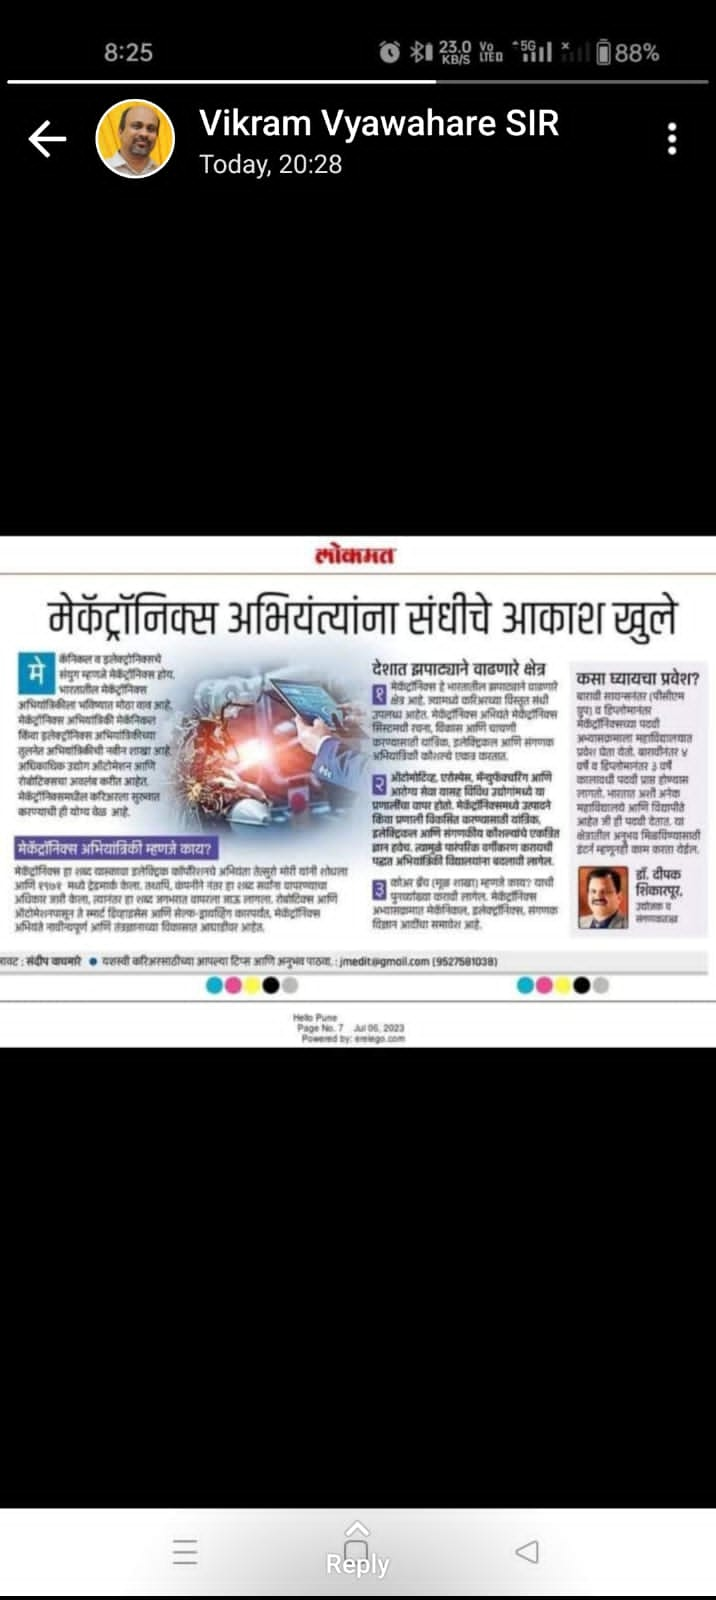 8:25
23.0 KB/S Vo LTED 5G 88%
Vikram Vyawahare SIR
Today, 20:28
लोकमत
मेकॅट्रॉनिक्स अभियंत्यांना संधीचे आकाश खुले
मे
कॅनिकल व इलेक्ट्रोनिक्सचे
संयुग म्हणजे मेकॅट्रॉनिक्स होय.
भारतातील मेकॅट्रॉनिक्स
अभियांत्रिकीला भविष्यात मोठा वाव आहे.
मेकॅट्रॉनिक्स अभियांत्रिकी मेकॅनिकल
किंवा इलेक्ट्रॉनिक्स अभियांत्रिकीच्या
तुलनेत अभियांत्रिकीची नवीन शाखा आहे.
अधिकाधिक उद्योग ऑटोमेशन आणि
रोबोटिक्सचा अवलंब करीत आहेत.
मेकॅट्रॉनिक्समधील करिअरला सुरुवात
करण्याची ही योग्य वेळ आहे.
मेकॅट्रॉनिक्स अभियांत्रिकी म्हणजे काय?
मेकॅट्रॉनिक्स हा शब्द यास्कावा इलेक्ट्रिक कॉर्पोरेशनचे अभियंता तेत्सुरो मोरी यांनी शोधला
आणि १९७१ मध्ये ट्रेडमार्क केला. तथापि, कंपनीने नंतर हा शब्द सर्वांना वापरण्याचा
अधिकार जारी केला, त्यानंतर हा शब्द जगभरात वापरला जाऊ लागला. रोबोटिक्स आणि
ऑटोमेशनपासून ते स्मार्ट डिव्हाइसेस आणि सेल्फ-ड्रायव्हिंग कारपर्यंत, मेकॅट्रॉनिक्स
अभियंते नावीन्यपूर्ण आणि तंत्रज्ञानाच्या विकासात आघाडीवर आहेत.
देशात झपाट्याने वाढणारे क्षेत्र
१ मेकॅट्रॉनिक्स हे भारतातील झपाट्याने वाढणारे
क्षेत्र आहे. ज्यामध्ये करिअरच्या विस्तृत संधी
उपलब्ध आहेत. मेकॅट्रॉनिक्स अभियंते मेकॅट्रॉनिक्स
सिस्टमची रचना, विकास आणि चाचणी
करण्यासाठी यांत्रिक, इलेक्ट्रिकल आणि संगणक
अभियांत्रिकी कौशल्ये एकत्र करतात.
२ ऑटोमोटिव्ह, एरोस्पेस, मॅन्युफॅक्चरिंग आणि
आरोग्य सेवा यासह विविध उद्योगांमध्ये या
प्रणालींचा वापर होतो. मेकॅट्रॉनिक्समध्ये उत्पादने
किंवा प्रणाली विकसित करण्यासाठी यांत्रिक,
इलेक्ट्रिकल आणि संगणकीय कौशल्यांचे एकत्रित
ज्ञान हवेच. त्यामुळे पारंपरिक वर्गीकरण करायची
पद्धत अभियांत्रिकी विद्यालयांना बदलावी लागेल.
३ कोअर ब्रँच (मूळ शाखा) म्हणजे काय? याची
पुनर्व्याख्या करावी लागेल. मेकॅट्रॉनिक्स
अभ्यासक्रमात मेकॅनिकल, इलेक्ट्रॉनिक्स, संगणक
विज्ञान आदींचा समावेश आहे.
कसा घ्यायचा प्रवेश?
बारावी सायन्सनंतर (पीसीएम
ग्रुप) व डिप्लोमानंतर
मेकॅट्रॉनिक्सच्या पदवी
अभ्यासक्रमाला महाविद्यालयात
प्रवेश घेता येतो. बारावीनंतर ४
वर्षे व डिप्लोमानंतर ३ वर्षे
कालावधी पदवी प्राप्त होण्यास
लागतो. भारतात अशी अनेक
महाविद्यालये आणि विद्यापीठे
आहेत जी ही पदवी देतात. या
क्षेत्रातील अनुभव मिळविण्यासाठी
इंटर्न म्हणूनही काम करता येईल.
डॉ. दीपक
शिकारपूर,
उद्योजक व
संगणकतज्ज्ञ
संदीप वाघमारे ● यशस्वी करिअरसाठीच्या आपल्या टिप्स आणि अनुभव पाठवा. : jmedit@gmail.com (9527581038)
Hello Pune
Page No. 7 Jul 06, 2023
Powered by: erelego.com
Reply